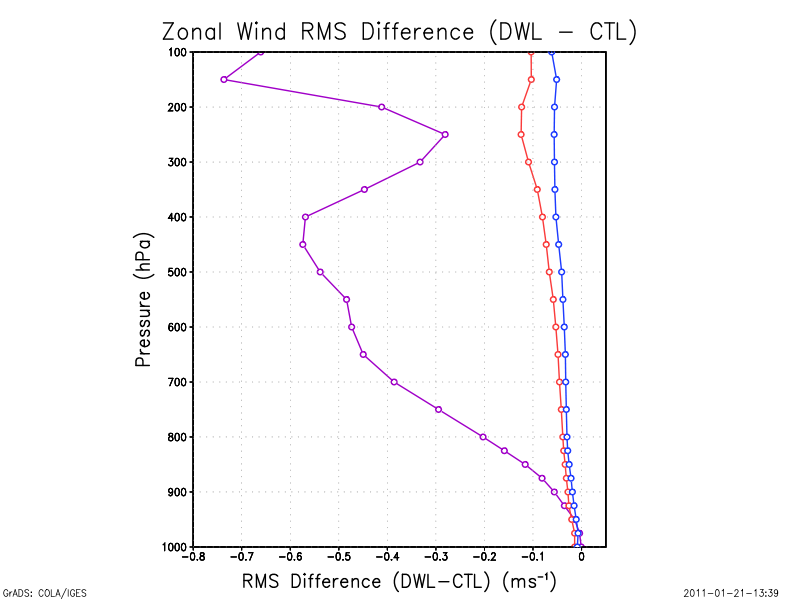 Zonal Wind RMS Difference (DWL − CTL)
100
200
300
400
500
600
700
800
900
1000
Pressure (hPa)
−0.8 −0.7 −0.6 −0.5 −0.4 −0.3 −0.2 −0.1 0
RMS Difference (DWL−CTL) (ms⁻¹)
GrADS: COLA/IGES 2011-01-21-13:39